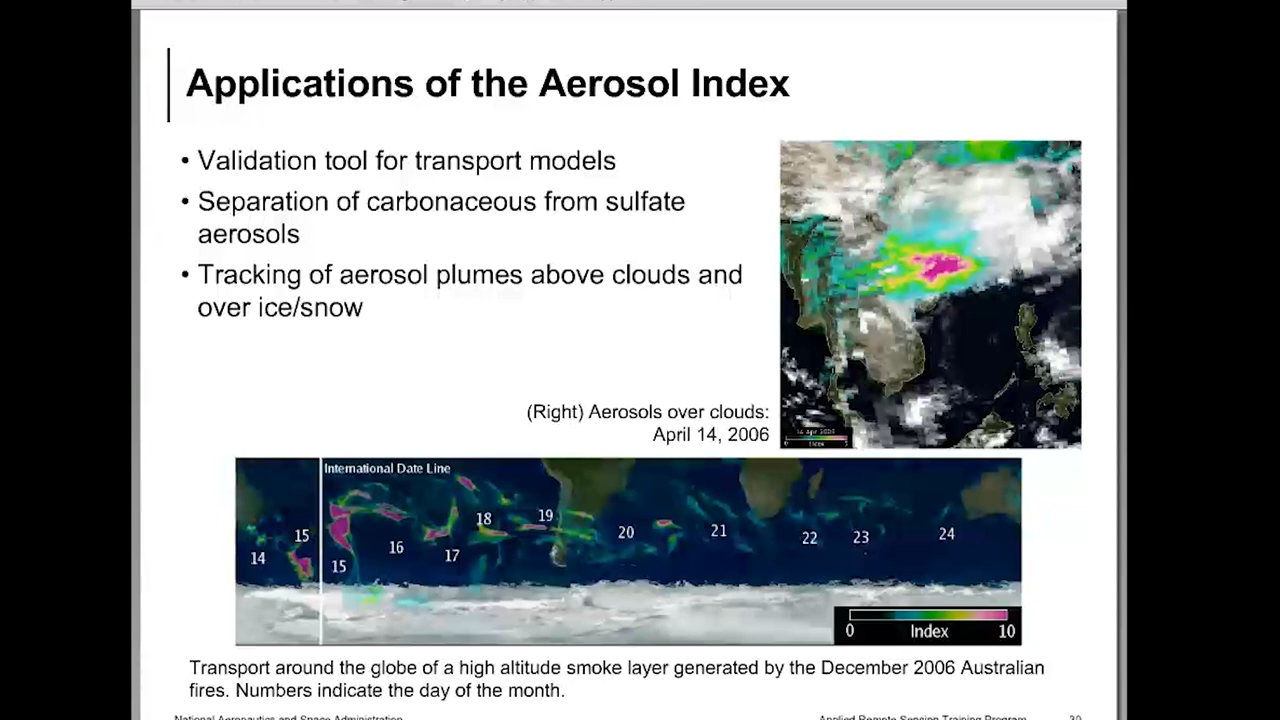 Applications of the Aerosol Index
• Validation tool for transport models
• Separation of carbonaceous from sulfate
aerosols
• Tracking of aerosol plumes above clouds and
over ice/snow
(Right) Aerosols over clouds:
April 14, 2006
Index
International Date Line
14
15
15
16
17
18
19
20
21
22
23
24
0
Index
10
Transport around the globe of a high altitude smoke layer generated by the December 2006 Australian
fires. Numbers indicate the day of the month.
National Aeronautics and Space Administration
Applied Remote Sensing Training Program
30